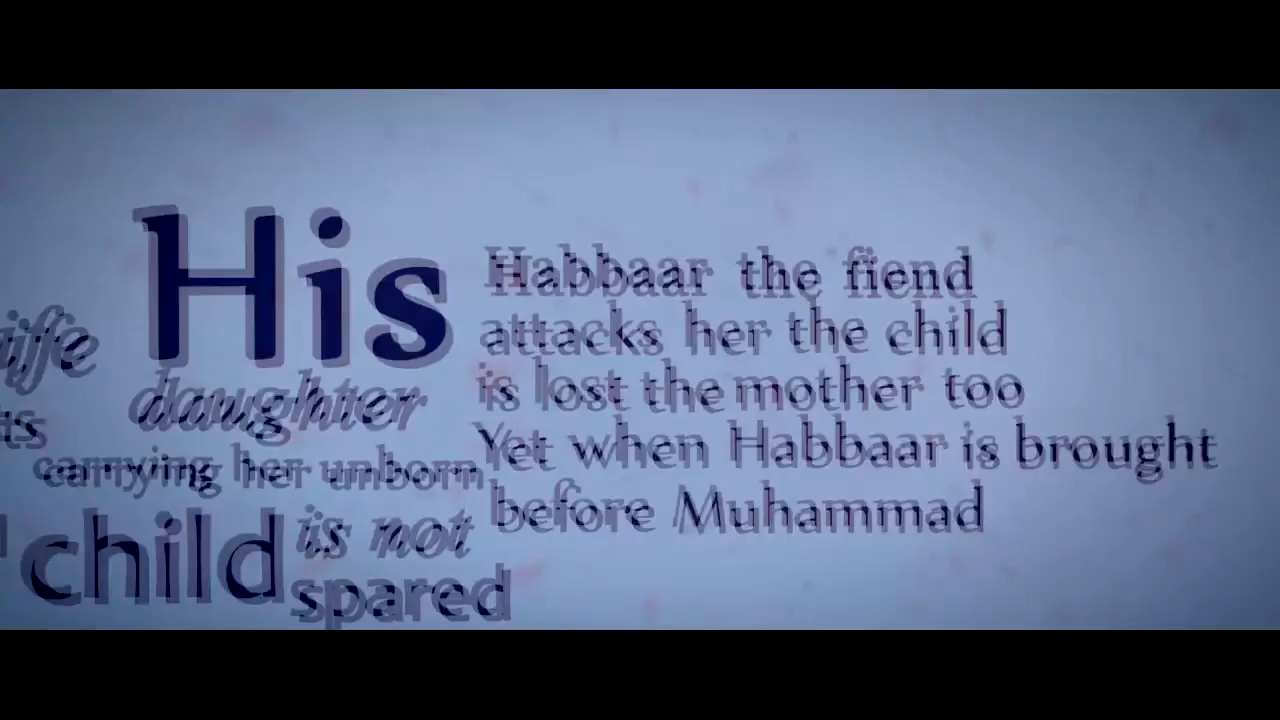 His
daughter
carrying her unborn
child is not
spared
Habbaar the fiend
attacks her the child
is lost the mother too
Yet when Habbaar is brought
before Muhammad